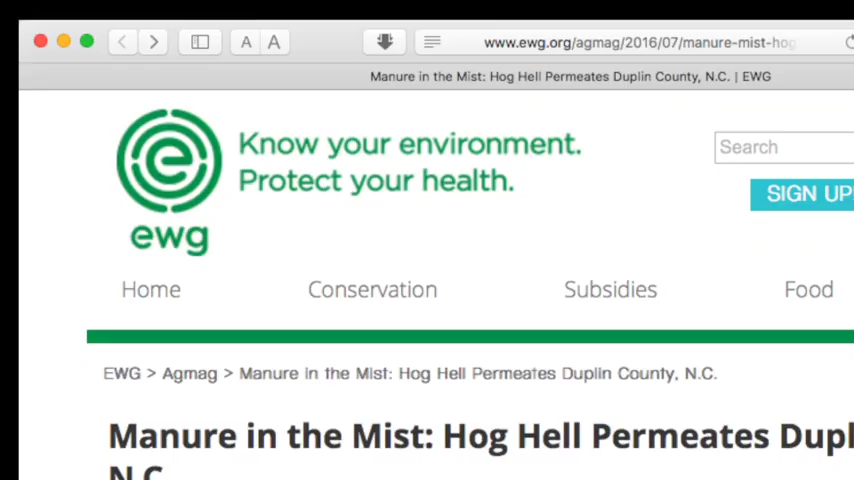 A A
www.ewg.org/agmag/2016/07/manure-mist-hog
Manure in the Mist: Hog Hell Permeates Duplin County, N.C. | EWG
Know your environment.
Protect your health.
Search
SIGN UP
ewg
Home Conservation Subsidies Food
EWG > Agmag > Manure in the Mist: Hog Hell Permeates Duplin County, N.C.
Manure in the Mist: Hog Hell Permeates Dupl
N.C.